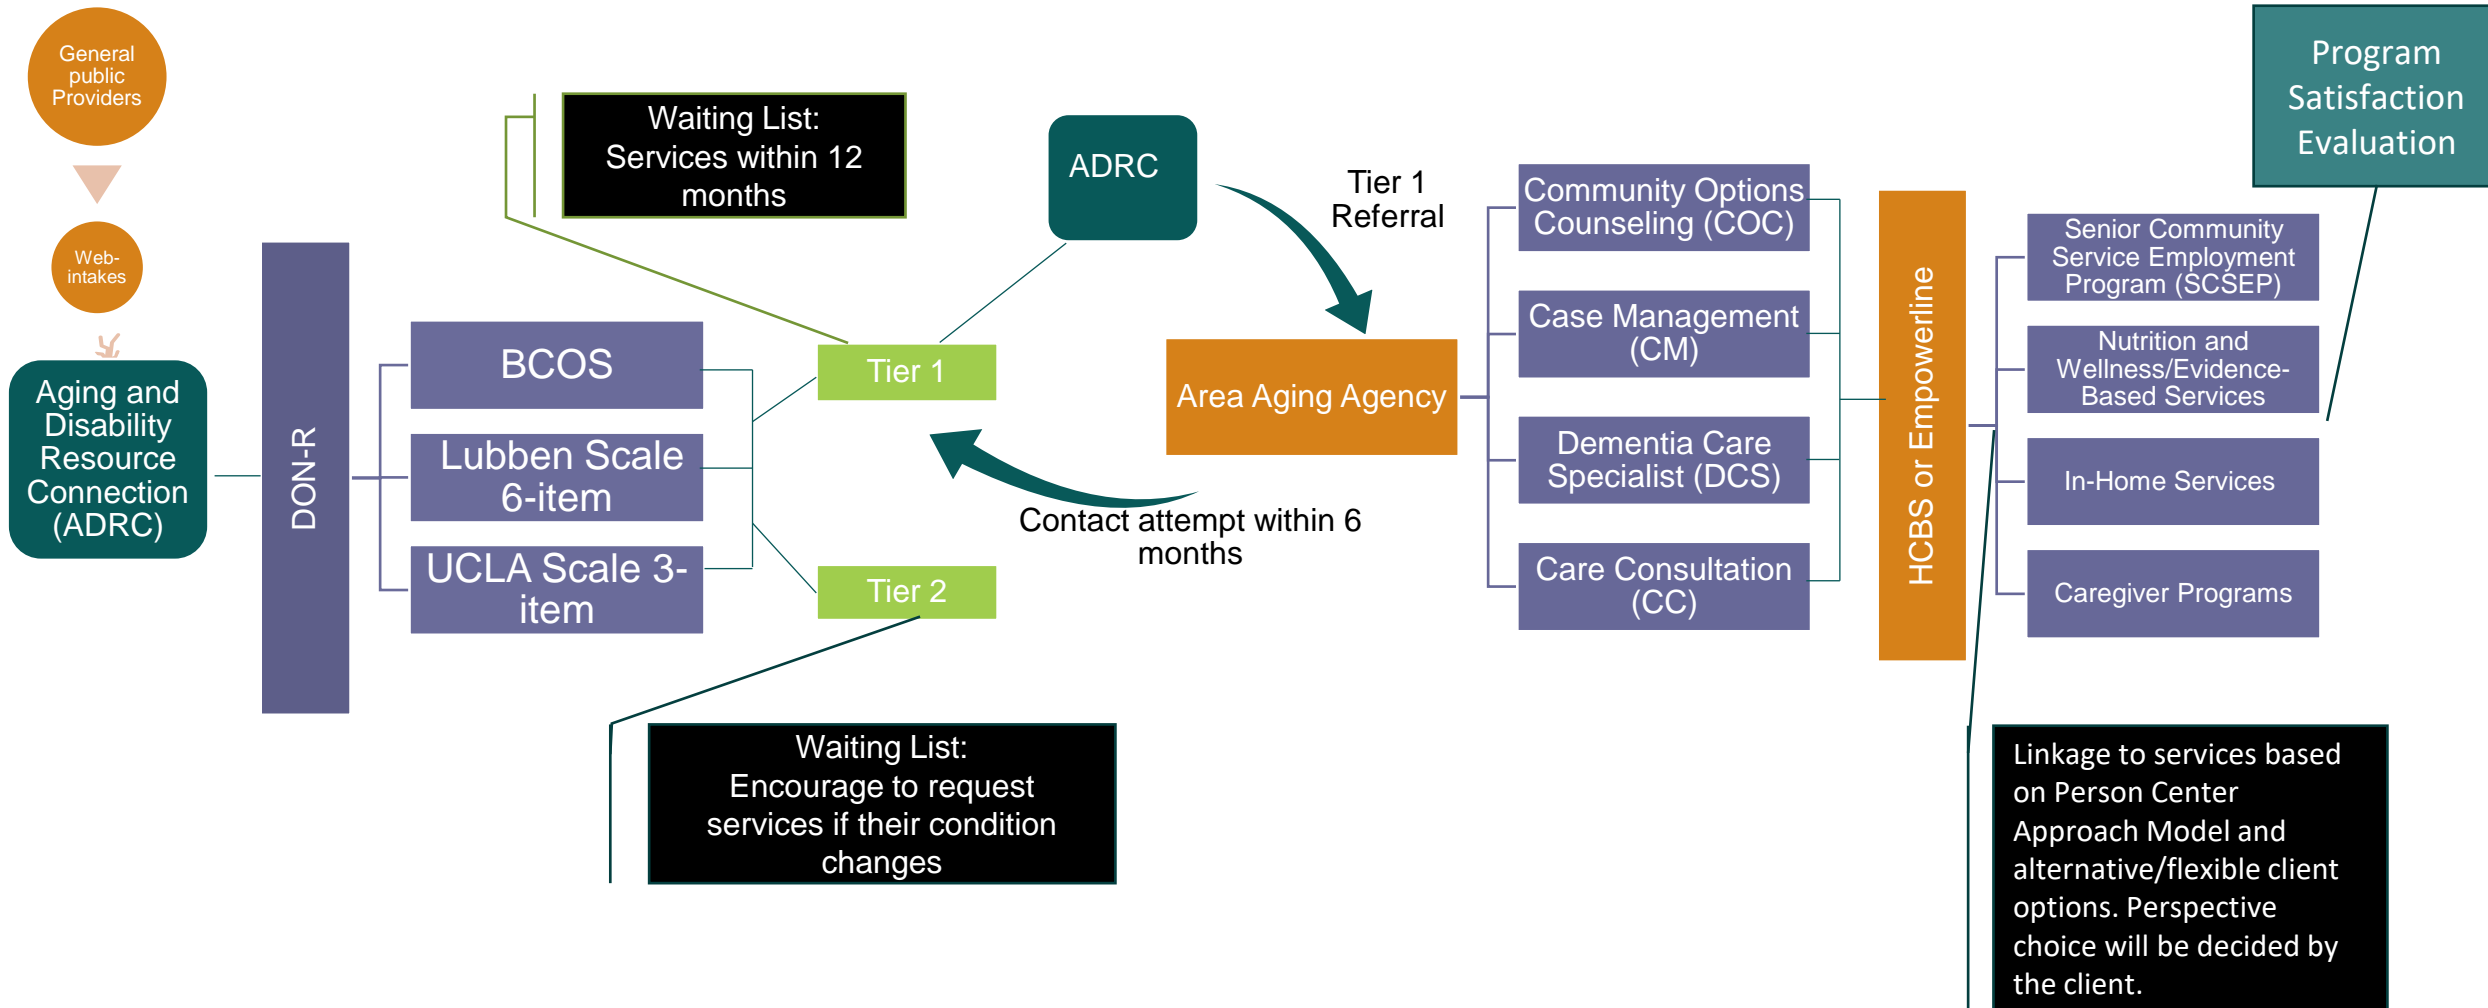 General
public
Providers
Web-
intakes
Aging and
Disability
Resource
Connection
(ADRC)
DON-R
BCOS
Lubben Scale
6-item
UCLA Scale 3-
item
Waiting List:
Services within 12
months
Tier 1
Tier 2
Waiting List:
Encourage to request
services if their condition
changes
ADRC
Tier 1
Referral
Area Aging Agency
Contact attempt within 6
months
Community Options
Counseling (COC)
Case Management
(CM)
Dementia Care
Specialist (DCS)
Care Consultation
(CC)
HCBS or Empowerline
Senior Community
Service Employment
Program (SCSEP)
Nutrition and
Wellness/Evidence-
Based Services
In-Home Services
Caregiver Programs
Program
Satisfaction
Evaluation
Linkage to services based
on Person Center
Approach Model and
alternative/flexible client
options. Perspective
choice will be decided by
the client.